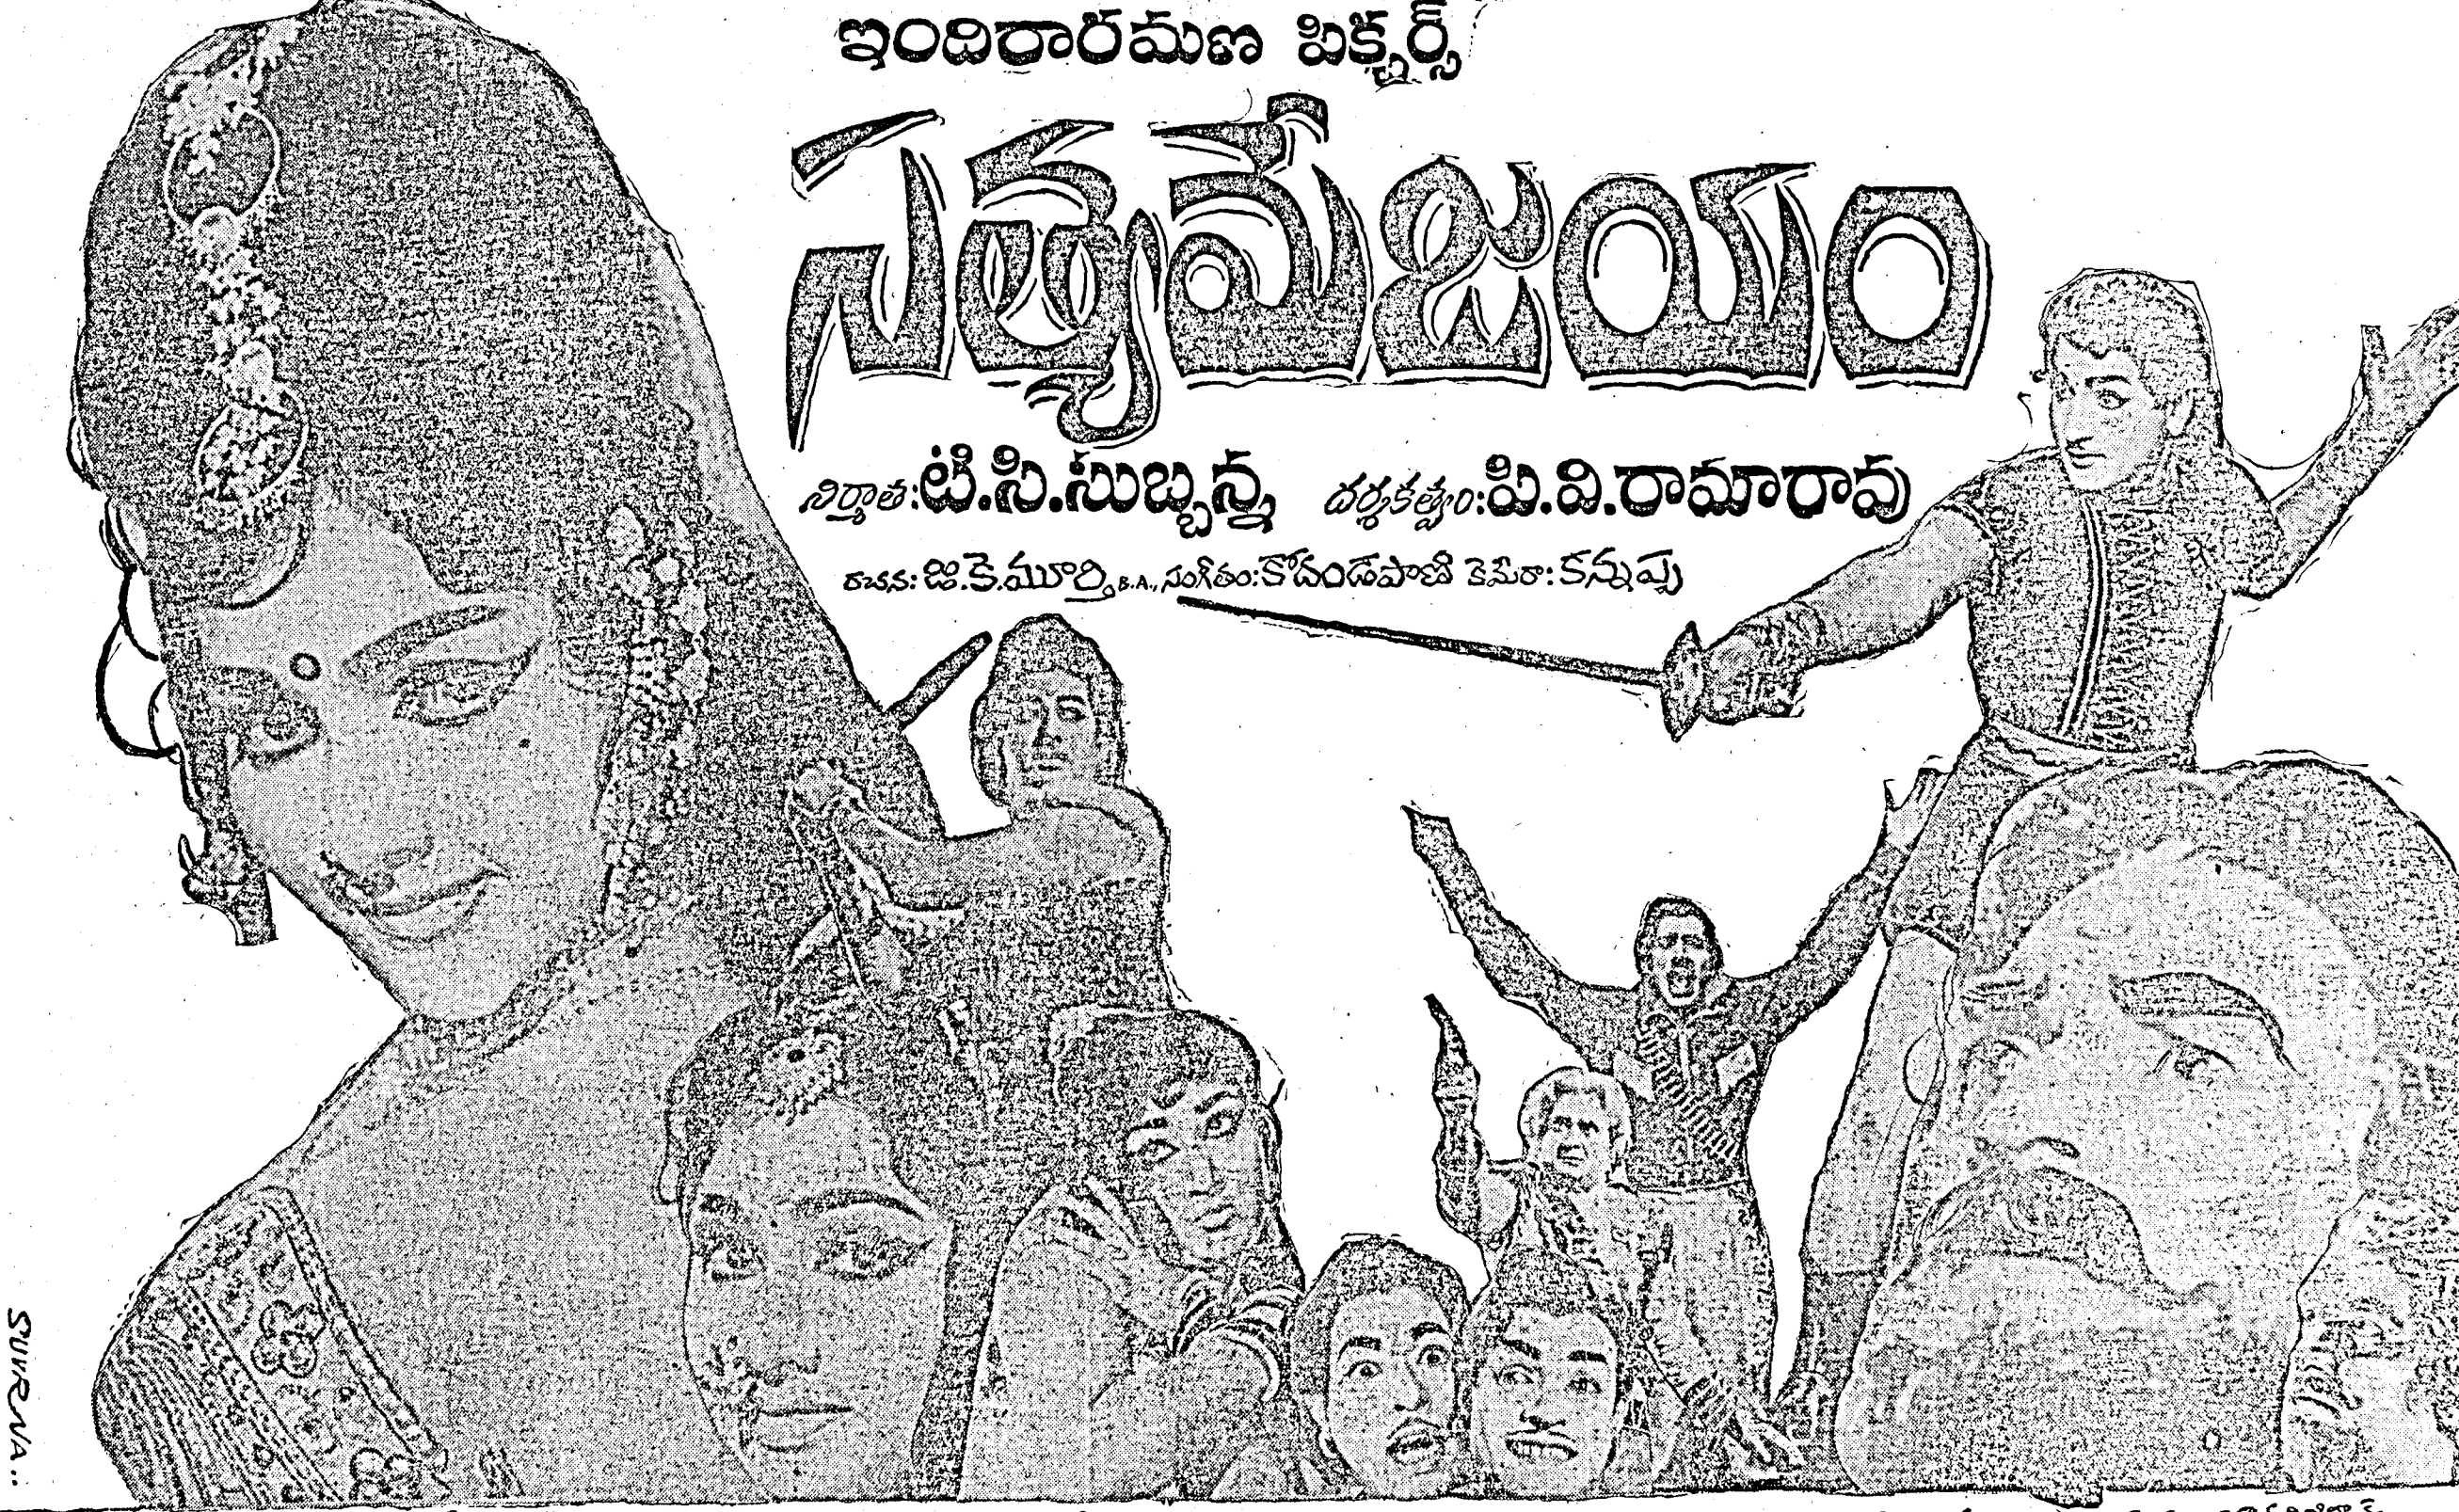 ఇందిరారమణ పిక్చర్స్
సత్యమేజయం
నిర్మాత: టి.సి.సుబ్బన్న దర్శకత్వం: పి.వి.రామారావు
రచన: జి.కె.మూర్తి B.A., సంగీతం: కోదండపాణి కెమేరా: కన్నప్ప
SUVRNA..